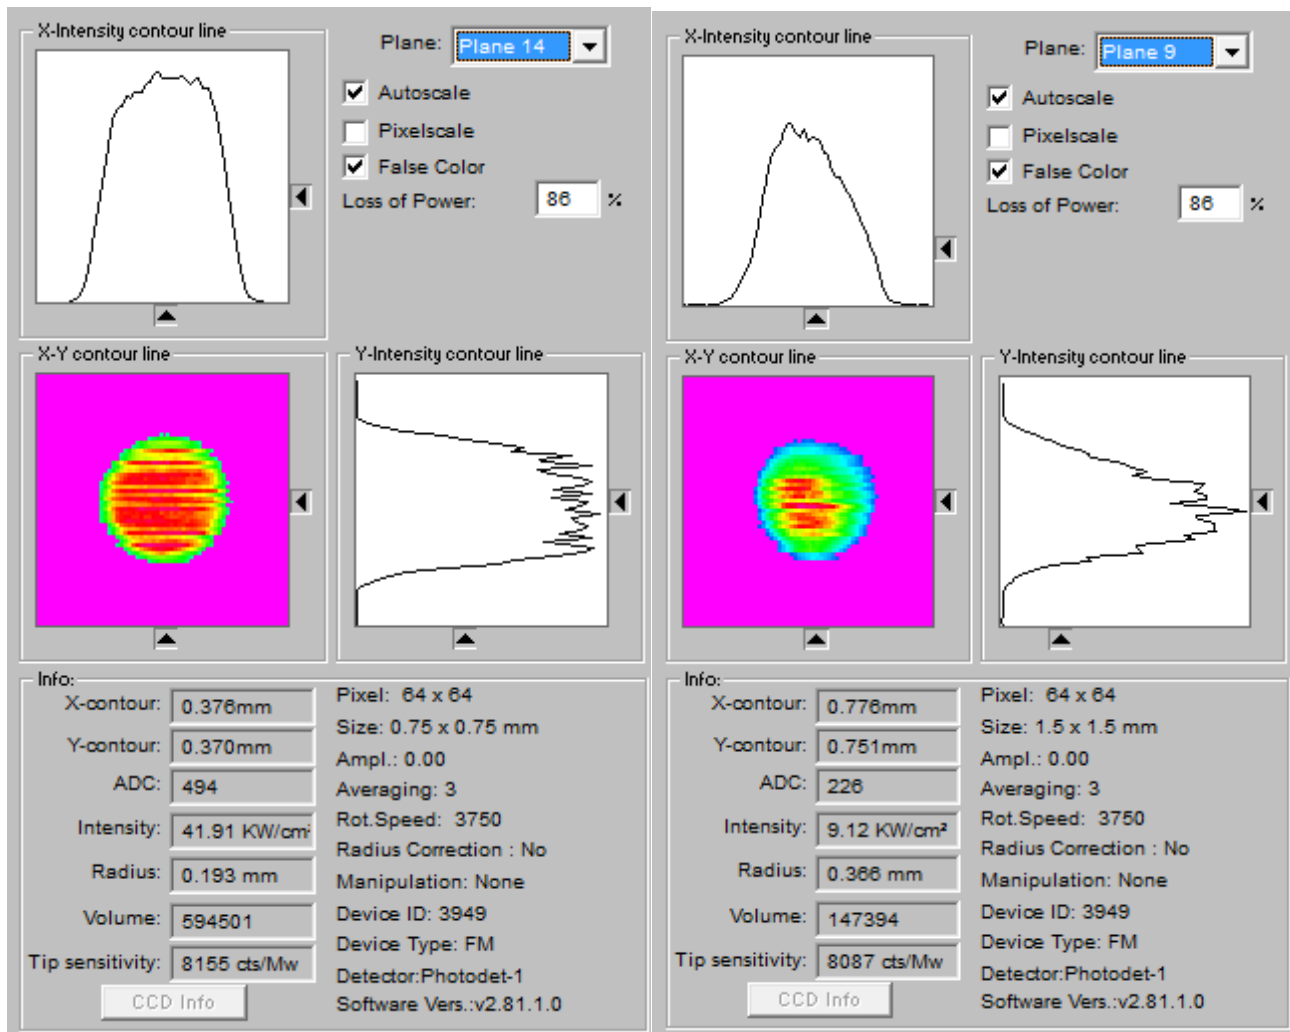 X-Intensity contour line
Plane: Plane 14
Autoscale
Pixelscale
False Color
Loss of Power: 86 %
X-Y contour line
Y-Intensity contour line
Info:
X-contour: 0.376mm
Y-contour: 0.370mm
ADC: 494
Intensity: 41.91 KW/cm²
Radius: 0.193 mm
Volume: 594501
Tip sensitivity: 8155 cts/Mw
CCD Info
Pixel: 64 x 64
Size: 0.75 x 0.75 mm
Ampl.: 0.00
Averaging: 3
Rot.Speed: 3750
Radius Correction : No
Manipulation: None
Device ID: 3949
Device Type: FM
Detector:Photodet-1
Software Vers.:v2.81.1.0
X-Intensity contour line
Plane: Plane 9
Autoscale
Pixelscale
False Color
Loss of Power: 86 %
X-Y contour line
Y-Intensity contour line
Info:
X-contour: 0.776mm
Y-contour: 0.751mm
ADC: 226
Intensity: 9.12 KW/cm²
Radius: 0.366 mm
Volume: 147394
Tip sensitivity: 8087 cts/Mw
CCD Info
Pixel: 64 x 64
Size: 1.5 x 1.5 mm
Ampl.: 0.00
Averaging: 3
Rot.Speed: 3750
Radius Correction : No
Manipulation: None
Device ID: 3949
Device Type: FM
Detector:Photodet-1
Software Vers.:v2.81.1.0